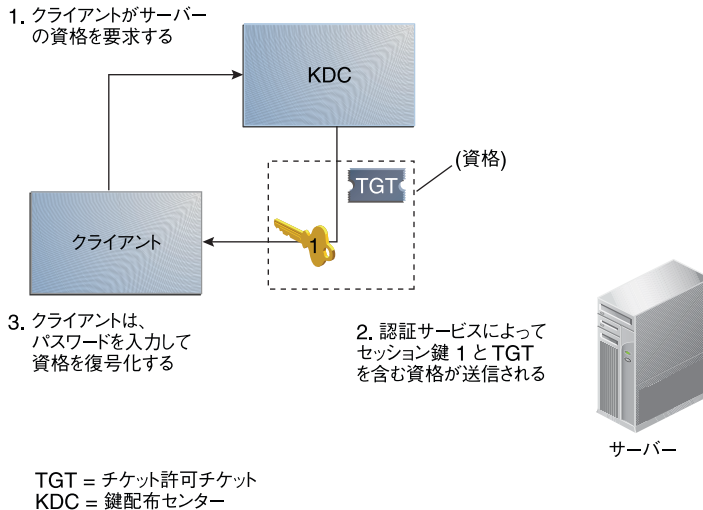 1. クライアントがサーバー
の資格を要求する
KDC
(資格)
TGT
クライアント
1
3. クライアントは、
パスワードを入力して
資格を復号化する
2. 認証サービスによって
セッション鍵 1 と TGT
を含む資格が送信される
サーバー
TGT = チケット許可チケット
KDC = 鍵配布センター